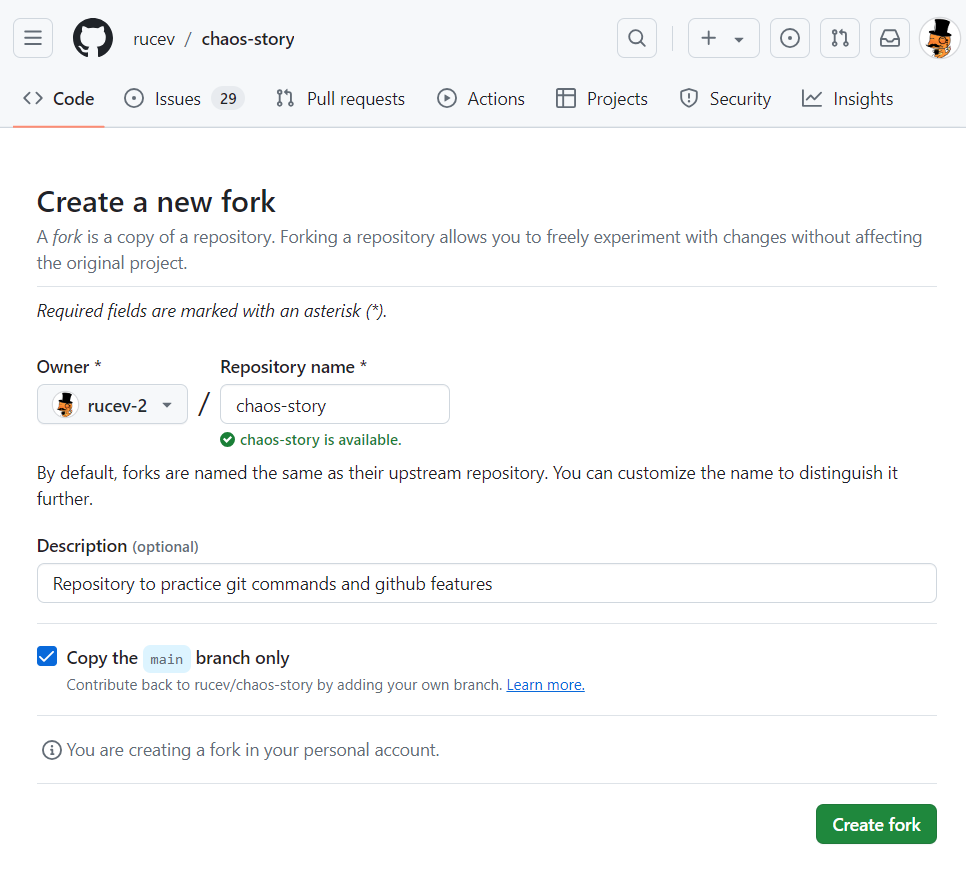 rucev / chaos-story
Code Issues 29 Pull requests Actions Projects Security Insights
Create a new fork
A fork is a copy of a repository. Forking a repository allows you to freely experiment with changes without affecting
the original project.
Required fields are marked with an asterisk (*).
Owner * Repository name *
rucev-2 / chaos-story
chaos-story is available.
By default, forks are named the same as their upstream repository. You can customize the name to distinguish it
further.
Description (optional)
Repository to practice git commands and github features
Copy the main branch only
Contribute back to rucev/chaos-story by adding your own branch. Learn more.
You are creating a fork in your personal account.
Create fork